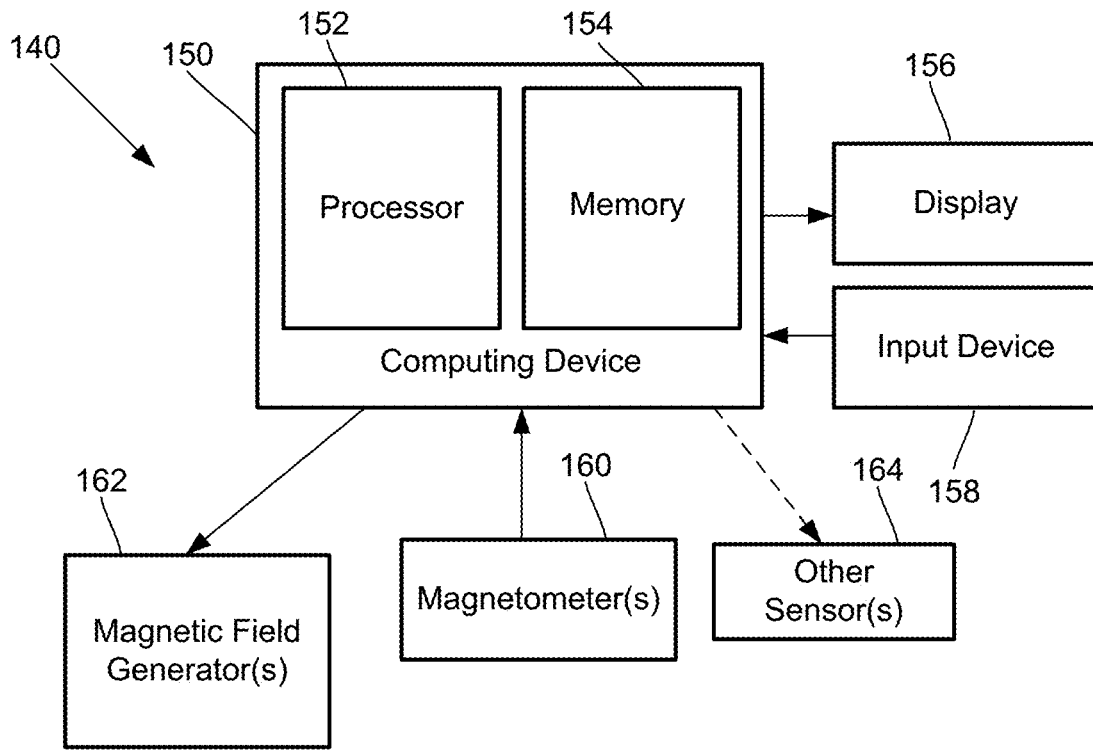 152
154
140
150
156
Processor
Memory
Display
Computing Device
Input Device
160
162
164
158
Magnetometer(s)
Other
Sensor(s)
Magnetic Field
Generator(s)